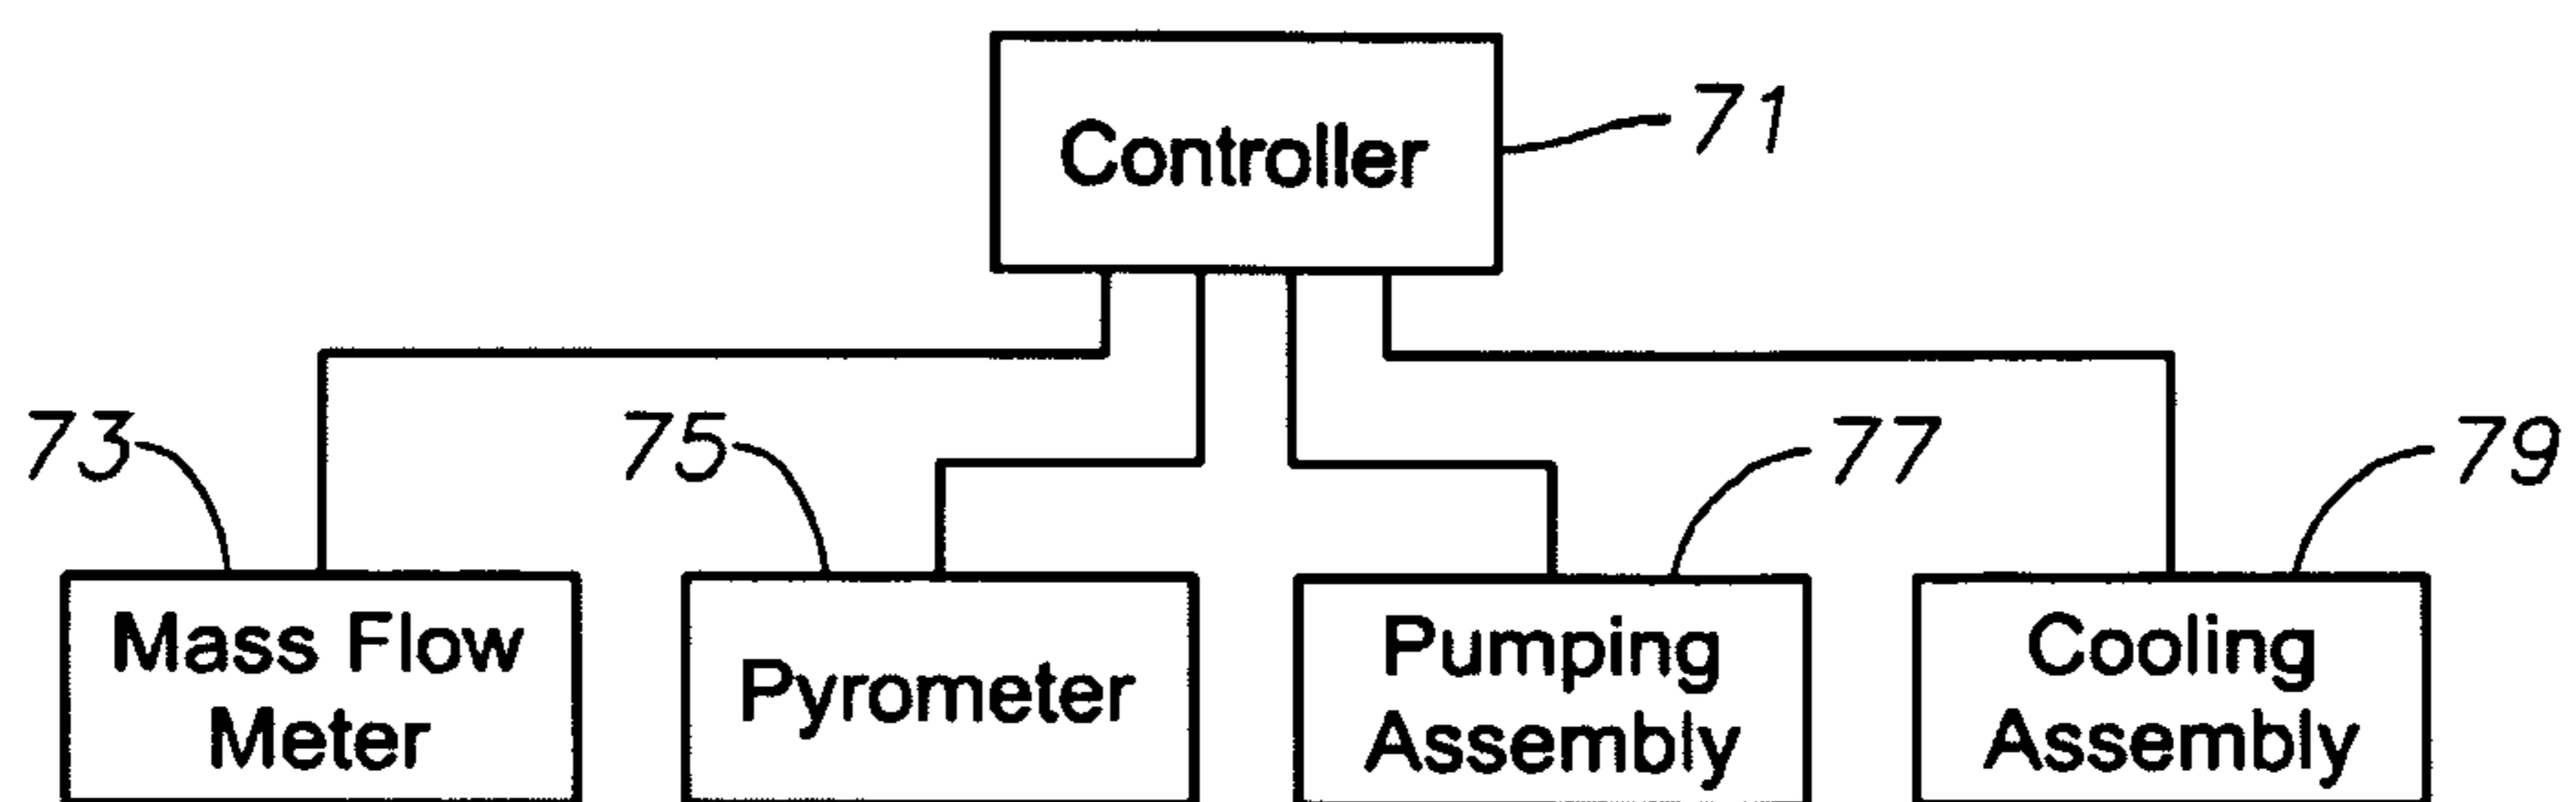 Controller
71
73
75
77
79
Mass Flow
Meter
Pyrometer
Pumping
Assembly
Cooling
Assembly